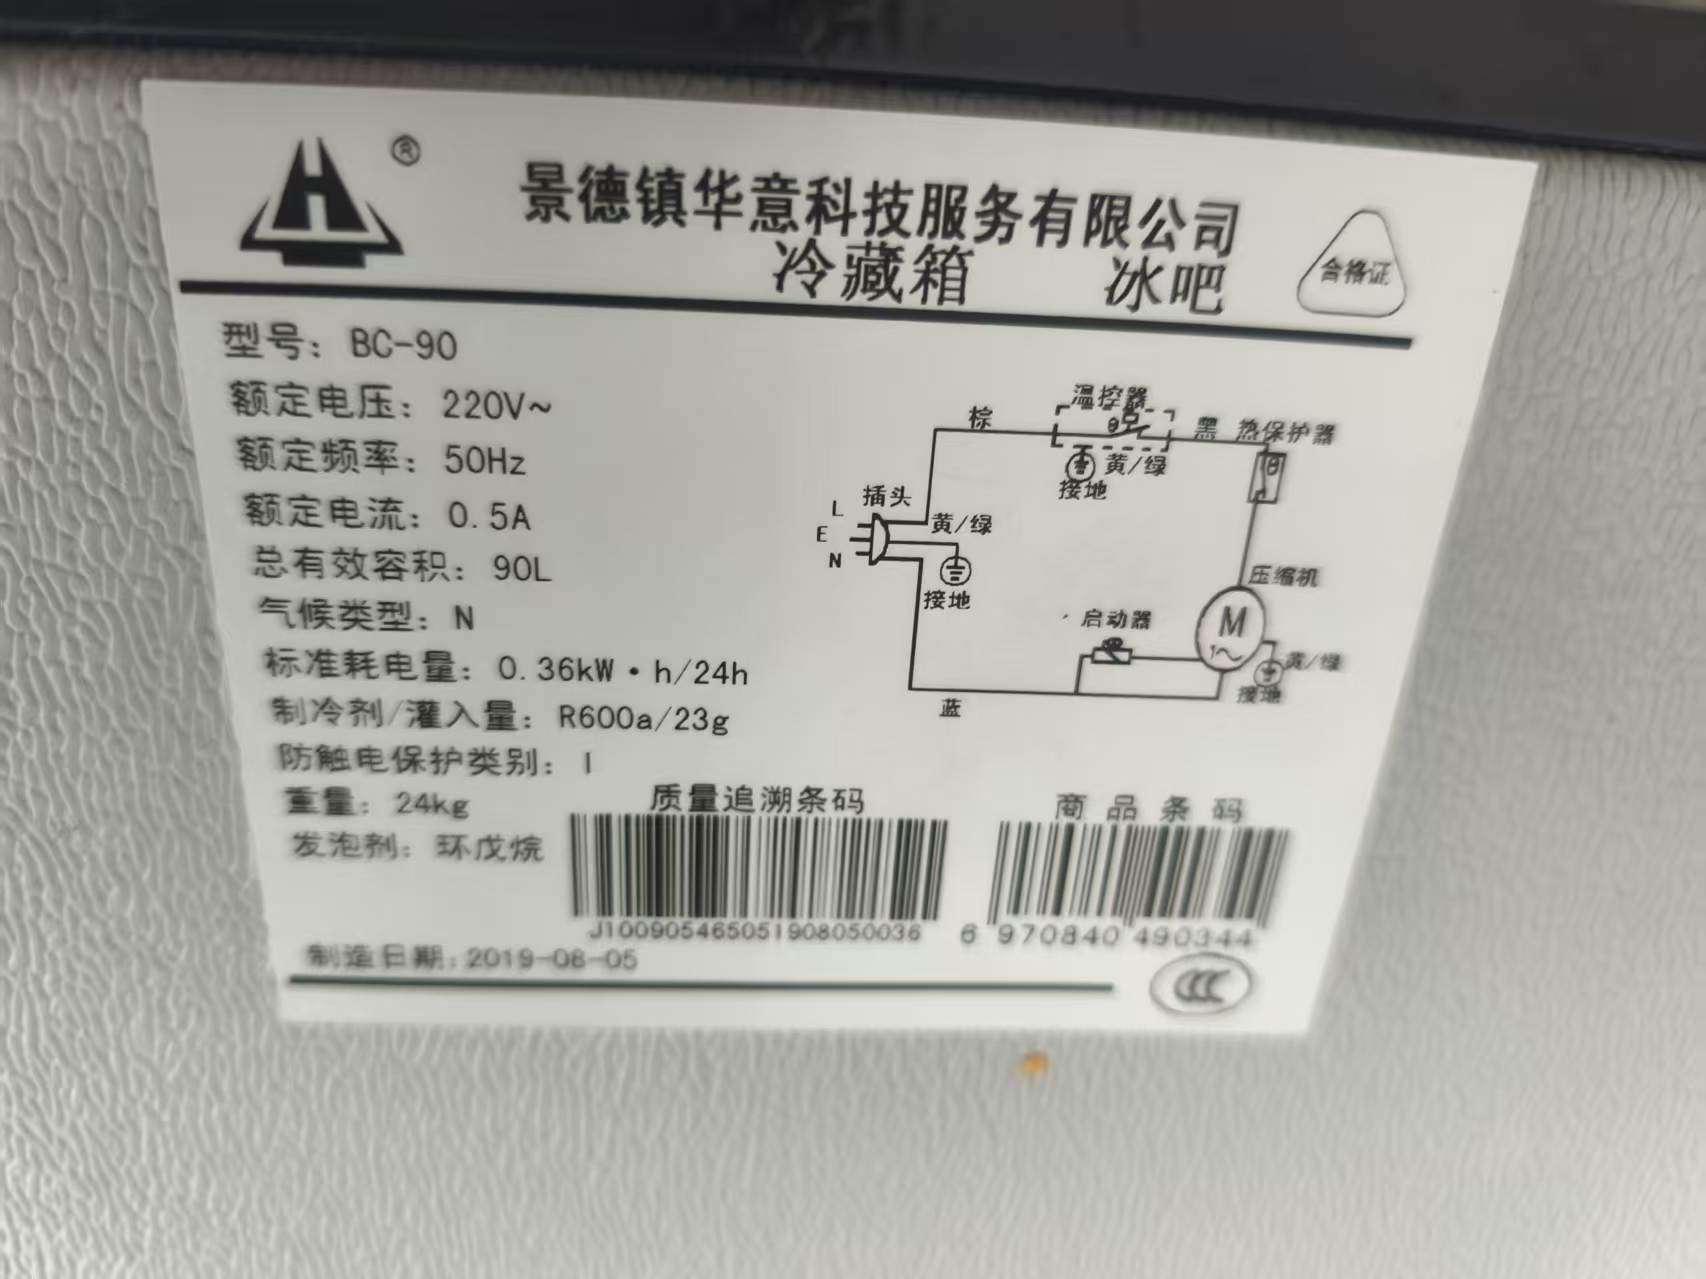 ®
景德镇华意科技服务有限公司
冷藏箱 冰吧
合格证
型号：BC-90
额定电压：220V~
额定频率：50Hz
额定电流：0.5A
总有效容积：90L
气候类型：N
标准耗电量：0.36kW·h/24h
制冷剂/灌入量：R600a/23g
防触电保护类别：I
重量：24kg
发泡剂：环戊烷
温控器
棕
θ
黑
热保护器
θ
黄/绿
接地
插头
L
E
N
黄/绿
接地
压缩机
M
1~
启动器
黄/绿
接地
蓝
质量追溯条码
J100905465051908050036
商品条码
6 970840 490344
制造日期：2019-08-05
CCC